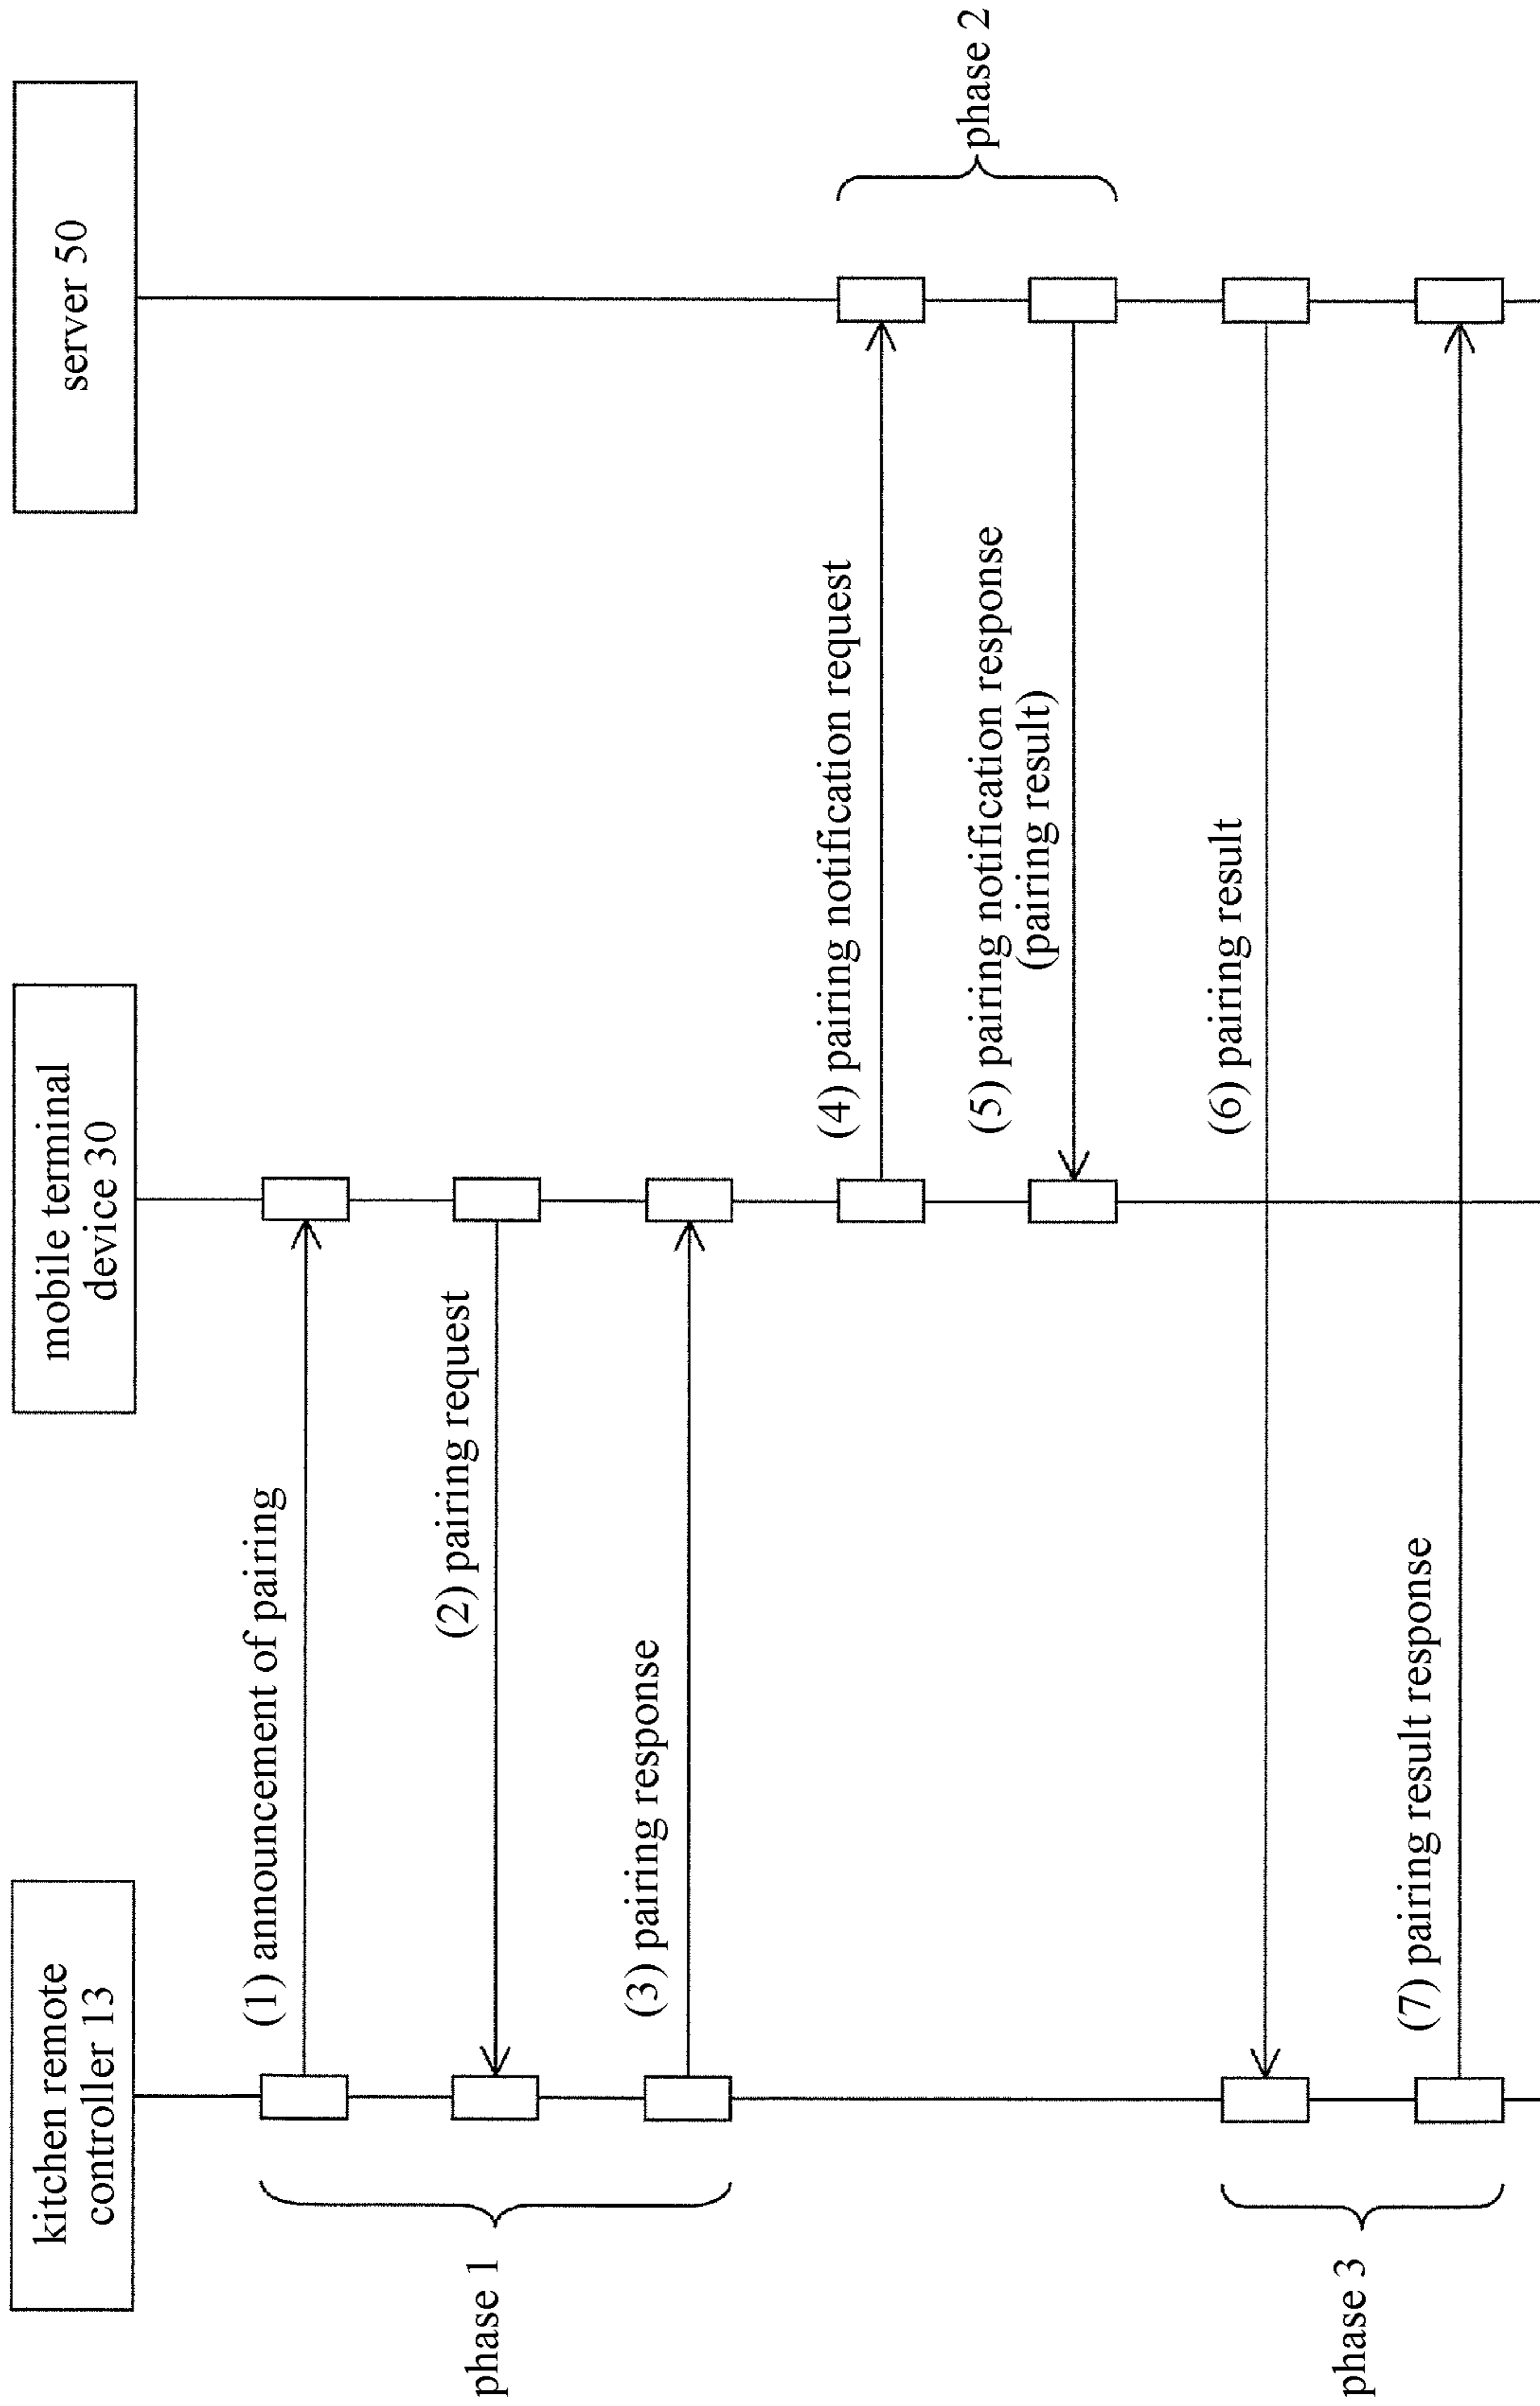 kitchen remote
controller 13
mobile terminal
device 30
server 50
phase 1
(1) announcement of pairing
(2) pairing request
(3) pairing response
(4) pairing notification request
phase 2
(5) pairing notification response
(pairing result)
(6) pairing result
phase 3
(7) pairing result response